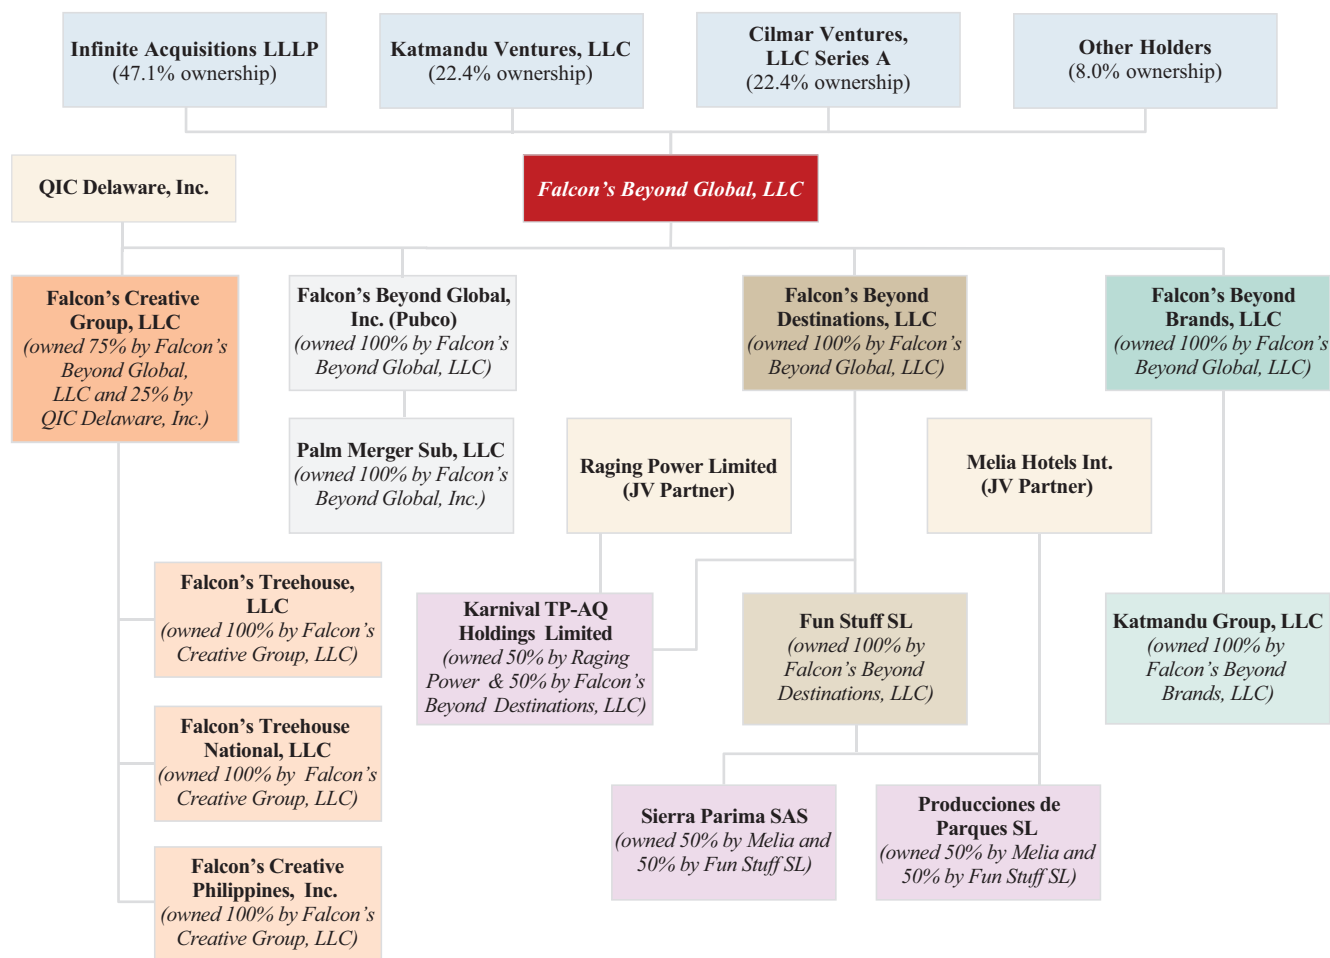 Infinite Acquisitions LLLP
(47.1% ownership)
Katmandu Ventures, LLC
(22.4% ownership)
Cilmar Ventures,
LLC Series A
(22.4% ownership)
Other Holders
(8.0% ownership)
QIC Delaware, Inc.
Falcon’s Beyond Global, LLC
Falcon’s Creative
Group, LLC
(owned 75% by Falcon’s
Beyond Global,
LLC and 25% by
QIC Delaware, Inc.)
Falcon’s Beyond Global,
Inc. (Pubco)
(owned 100% by Falcon’s
Beyond Global, LLC)
Falcon’s Beyond
Destinations, LLC
(owned 100% by Falcon’s
Beyond Global, LLC)
Falcon’s Beyond
Brands, LLC
(owned 100% by Falcon’s
Beyond Global, LLC)
Palm Merger Sub, LLC
(owned 100% by Falcon’s
Beyond Global, Inc.)
Raging Power Limited
(JV Partner)
Melia Hotels Int.
(JV Partner)
Falcon’s Treehouse,
LLC
(owned 100% by Falcon’s
Creative Group, LLC)
Karnival TP-AQ
Holdings Limited
(owned 50% by Raging
Power & 50% by Falcon’s
Beyond Destinations, LLC)
Fun Stuff SL
(owned 100% by
Falcon’s Beyond
Destinations, LLC)
Katmandu Group, LLC
(owned 100% by
Falcon’s Beyond
Brands, LLC)
Falcon’s Treehouse
National, LLC
(owned 100% by Falcon’s
Creative Group, LLC)
Sierra Parima SAS
(owned 50% by Melia and
50% by Fun Stuff SL)
Producciones de
Parques SL
(owned 50% by Melia and
50% by Fun Stuff SL)
Falcon’s Creative
Philippines, Inc.
(owned 100% by Falcon’s
Creative Group, LLC)